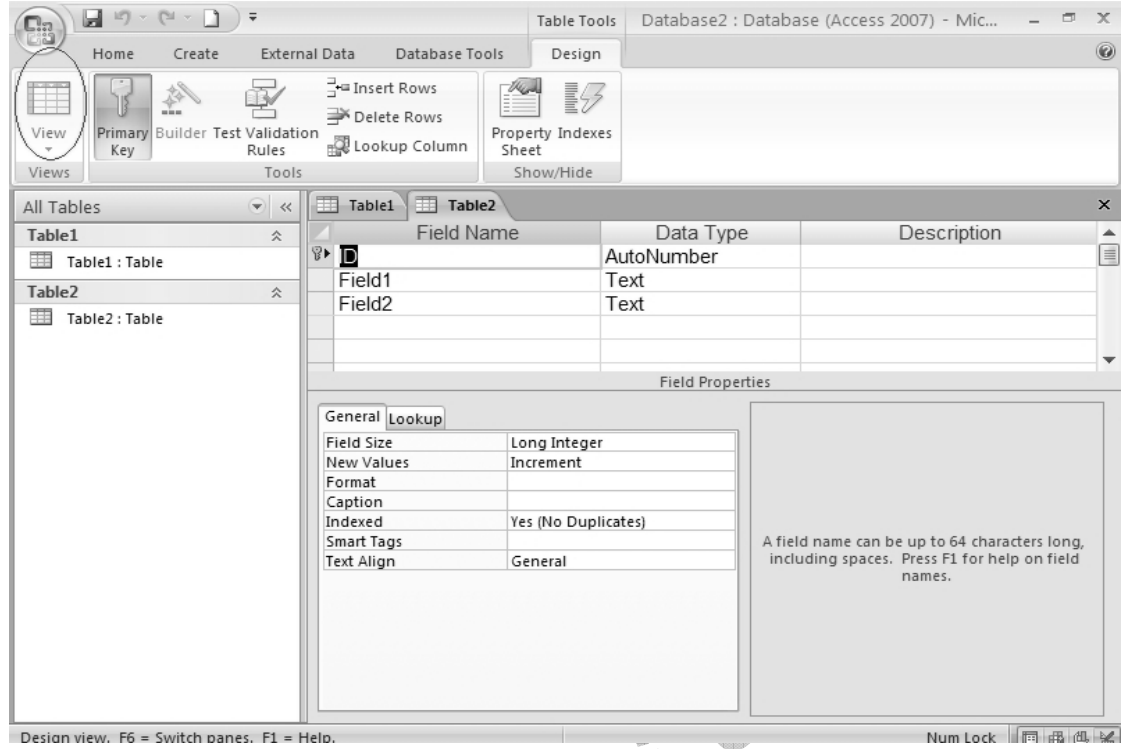 Table Tools Database2 : Database (Access 2007) - Mic...
Home Create External Data Database Tools Design
View
Views
Primary Key
Builder
Test Validation Rules
Insert Rows
Delete Rows
Lookup Column
Tools
Property Sheet
Indexes
Show/Hide
All Tables
Table1
Table1 : Table
Table2
Table2 : Table
Table1 Table2
Field Name Data Type Description
ID AutoNumber
Field1 Text
Field2 Text
Field Properties
General Lookup
Field Size Long Integer
New Values Increment
Format
Caption
Indexed Yes (No Duplicates)
Smart Tags
Text Align General
A field name can be up to 64 characters long,
including spaces. Press F1 for help on field
names.
Design view. F6 = Switch panes. F1 = Help. Num Lock